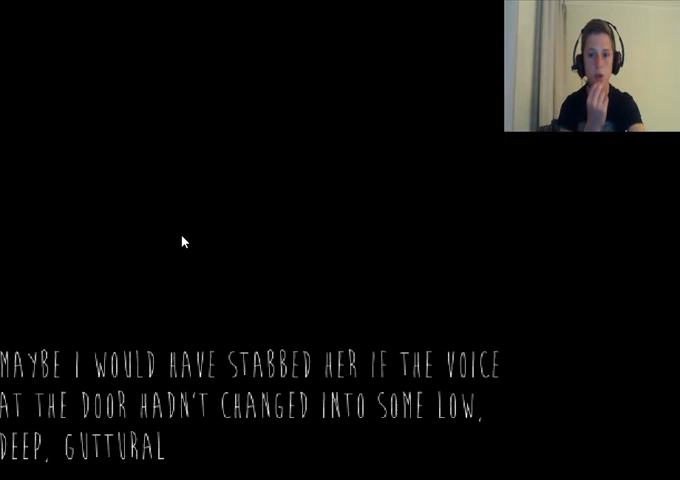 MAYBE I WOULD HAVE STABBED HER IF THE VOICE
AT THE DOOR HADN'T CHANGED INTO SOME LOW,
DEEP, GUTTURAL